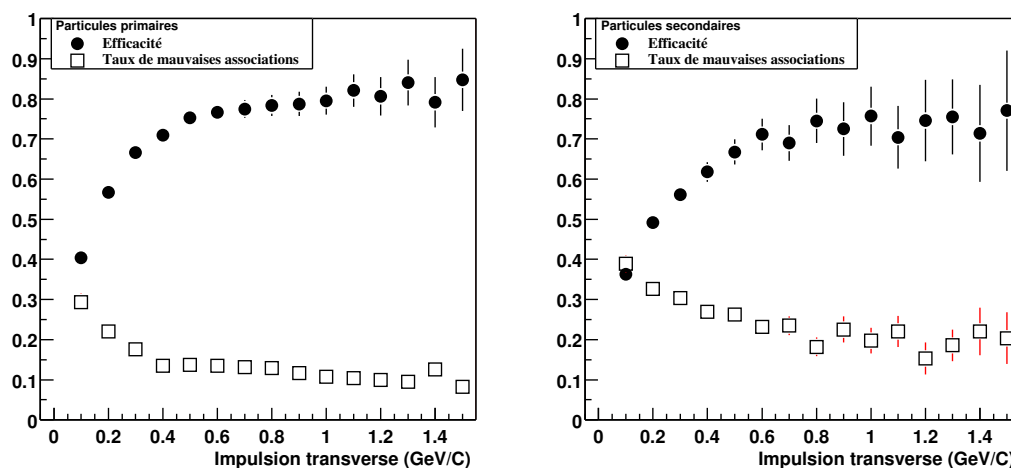 Particules primaires
Efficacité
Taux de mauvaises associations
1
0.9
0.8
0.7
0.6
0.5
0.4
0.3
0.2
0.1
0
0 0.2 0.4 0.6 0.8 1 1.2 1.4
Impulsion transverse (GeV/C)
Particules secondaires
Efficacité
Taux de mauvaises associations
1
0.9
0.8
0.7
0.6
0.5
0.4
0.3
0.2
0.1
0
0 0.2 0.4 0.6 0.8 1 1.2 1.4
Impulsion transverse (GeV/C)